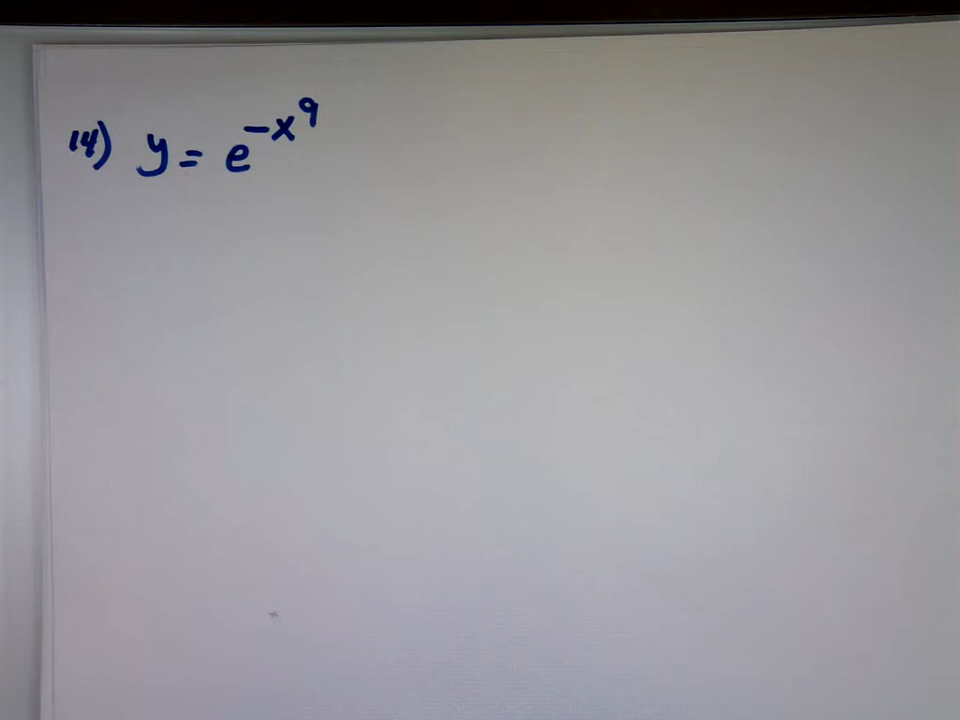 14) y = e^{-x^9}